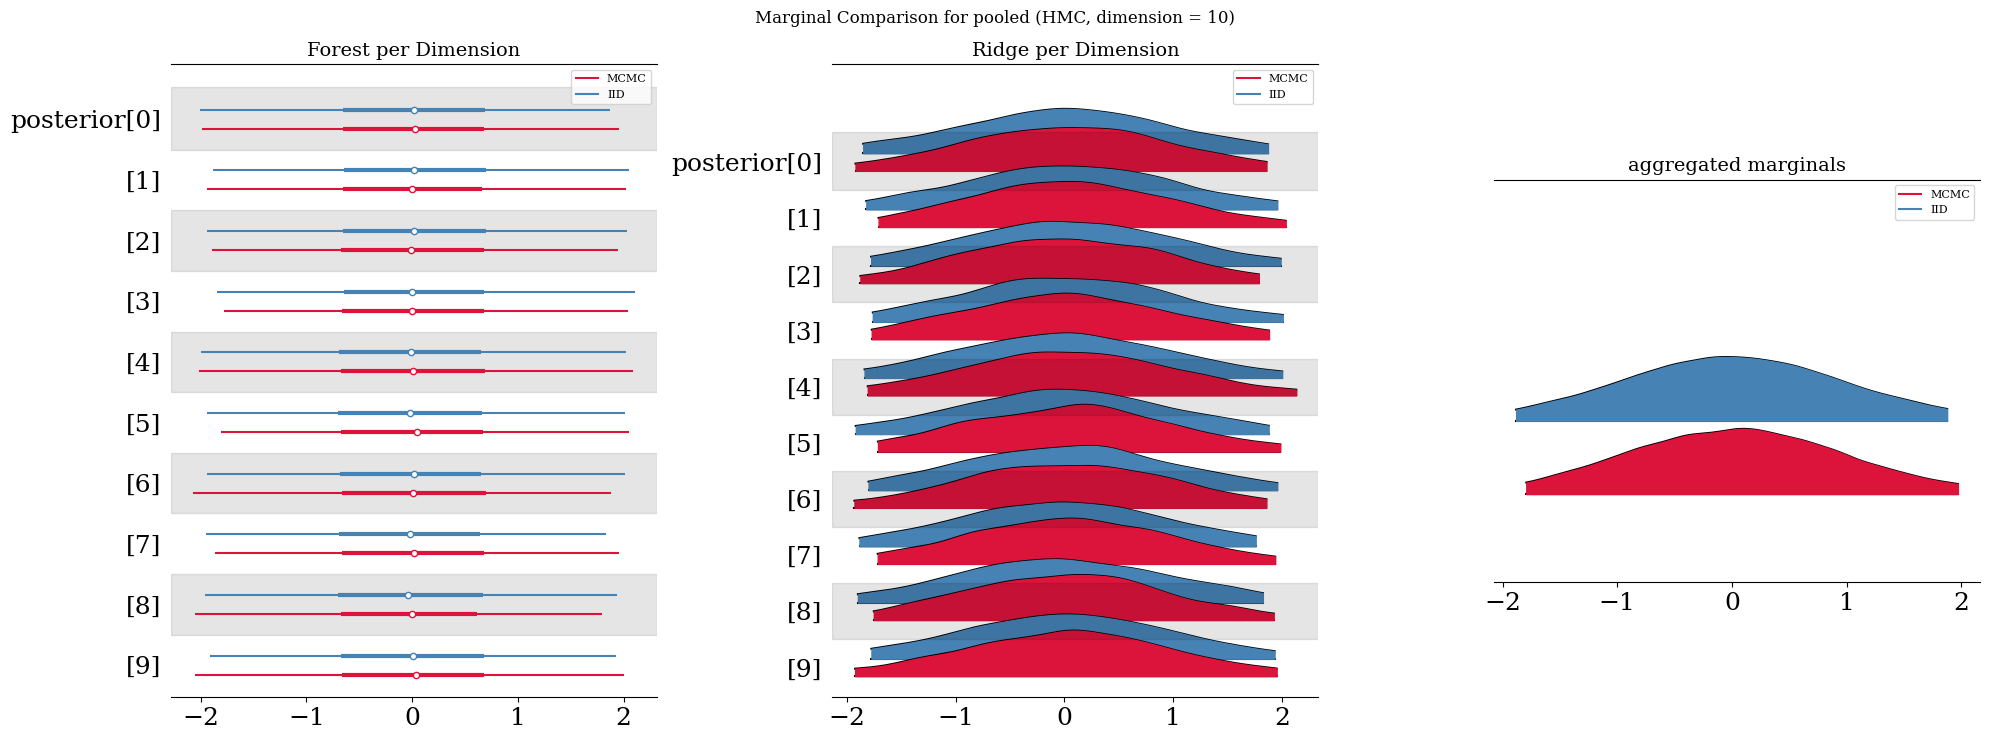 Marginal Comparison for pooled (HMC, dimension = 10)
Forest per Dimension
MCMC
IID
posterior[0]
[1]
[2]
[3]
[4]
[5]
[6]
[7]
[8]
[9]
−2 −1 0 1 2
Ridge per Dimension
MCMC
IID
posterior[0]
[1]
[2]
[3]
[4]
[5]
[6]
[7]
[8]
[9]
−2 −1 0 1 2
aggregated marginals
MCMC
IID
−2 −1 0 1 2